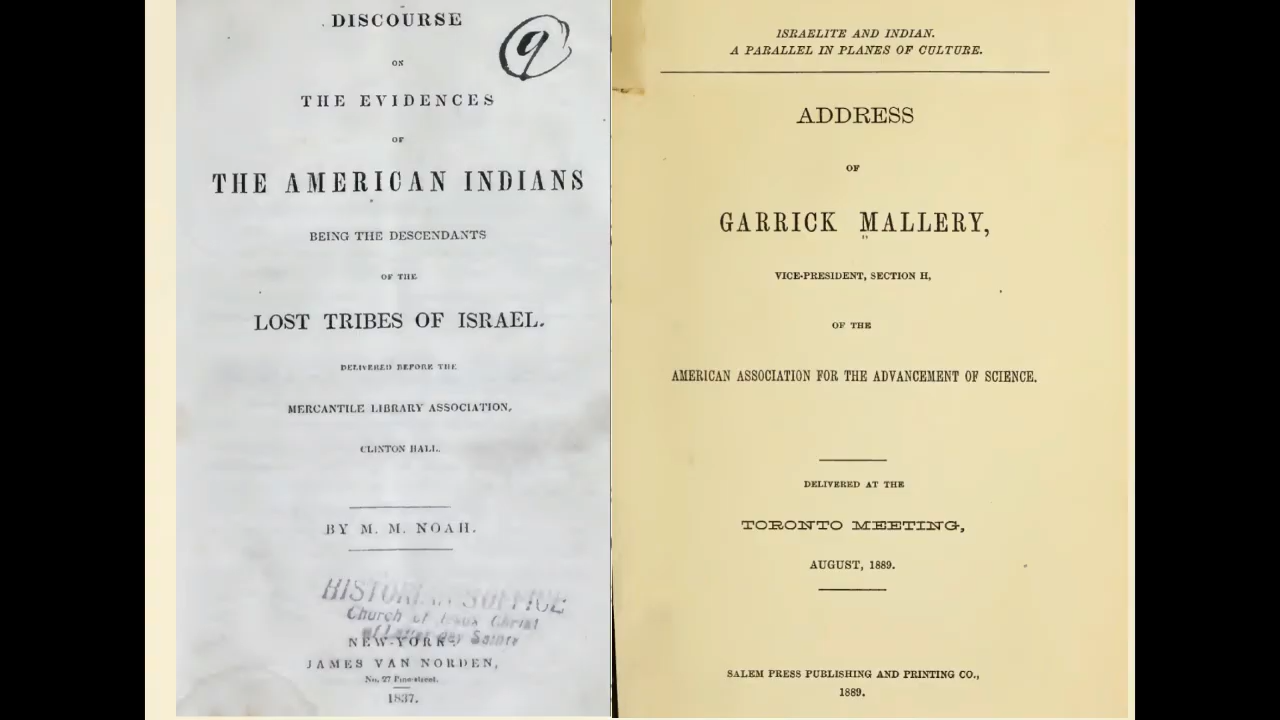 DISCOURSE
9
ON
THE EVIDENCES
OF
THE AMERICAN INDIANS
BEING THE DESCENDANTS
OF THE
LOST TRIBES OF ISRAEL.
DELIVERED BEFORE THE
MERCANTILE LIBRARY ASSOCIATION,
CLINTON HALL.
BY M. M. NOAH.
HISTORIAN'S OFFICE
Church of Jesus Christ
of Latter-day Saints
NEW-YORK:
JAMES VAN NORDEN,
No. 27 Pine-street.
1837.
ISRAELITE AND INDIAN.
A PARALLEL IN PLANES OF CULTURE.
ADDRESS
OF
GARRICK MALLERY,
VICE-PRESIDENT, SECTION H,
OF THE
AMERICAN ASSOCIATION FOR THE ADVANCEMENT OF SCIENCE.
DELIVERED AT THE
TORONTO MEETING,
AUGUST, 1889.
SALEM PRESS PUBLISHING AND PRINTING CO.,
1889.